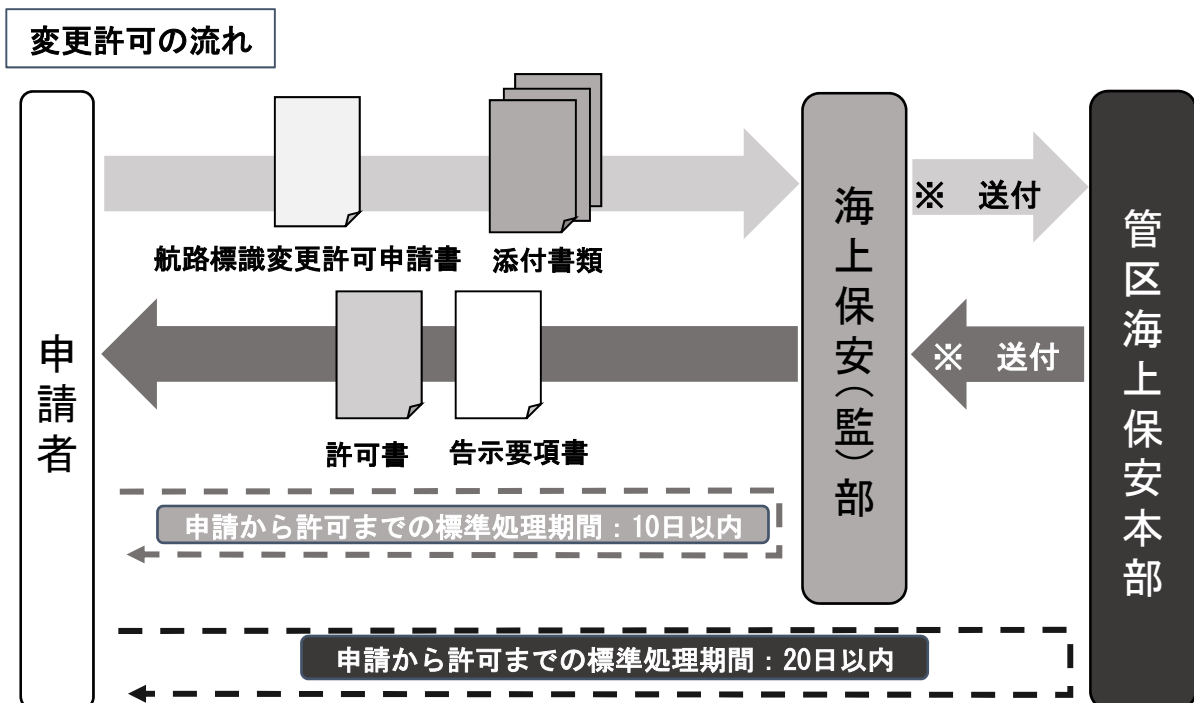 変更許可の流れ
航路標識変更許可申請書
添付書類
※ 送付
許可書
告示要項書
※ 送付
申請者
海上保安(監)部
管区海上保安本部
申請から許可までの標準処理期間：10日以内
申請から許可までの標準処理期間：20日以内